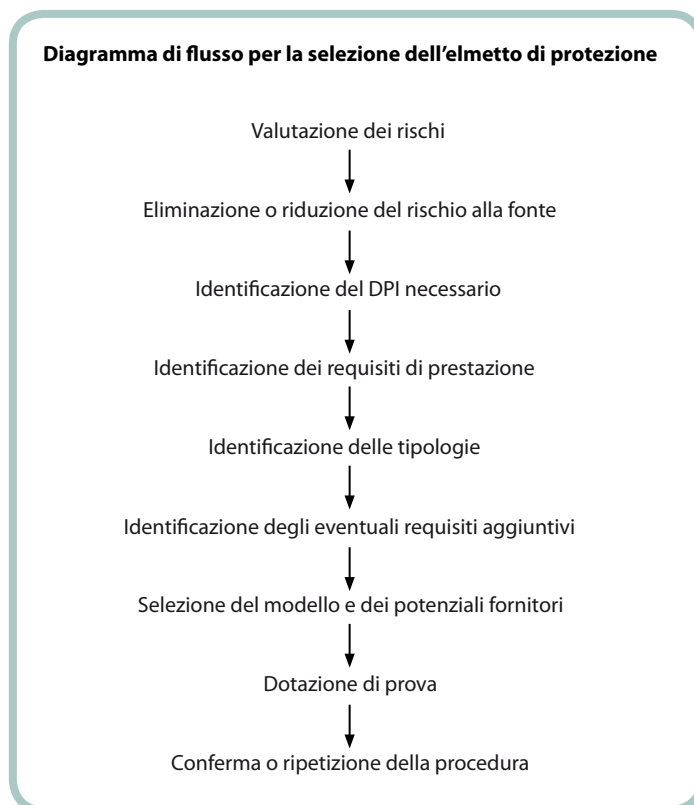 Diagramma di flusso per la selezione dell'elmetto di protezione
Valutazione dei rischi
Eliminazione o riduzione del rischio alla fonte
Identificazione del DPI necessario
Identificazione dei requisiti di prestazione
Identificazione delle tipologie
Identificazione degli eventuali requisiti aggiuntivi
Selezione del modello e dei potenziali fornitori
Dotazione di prova
Conferma o ripetizione della procedura